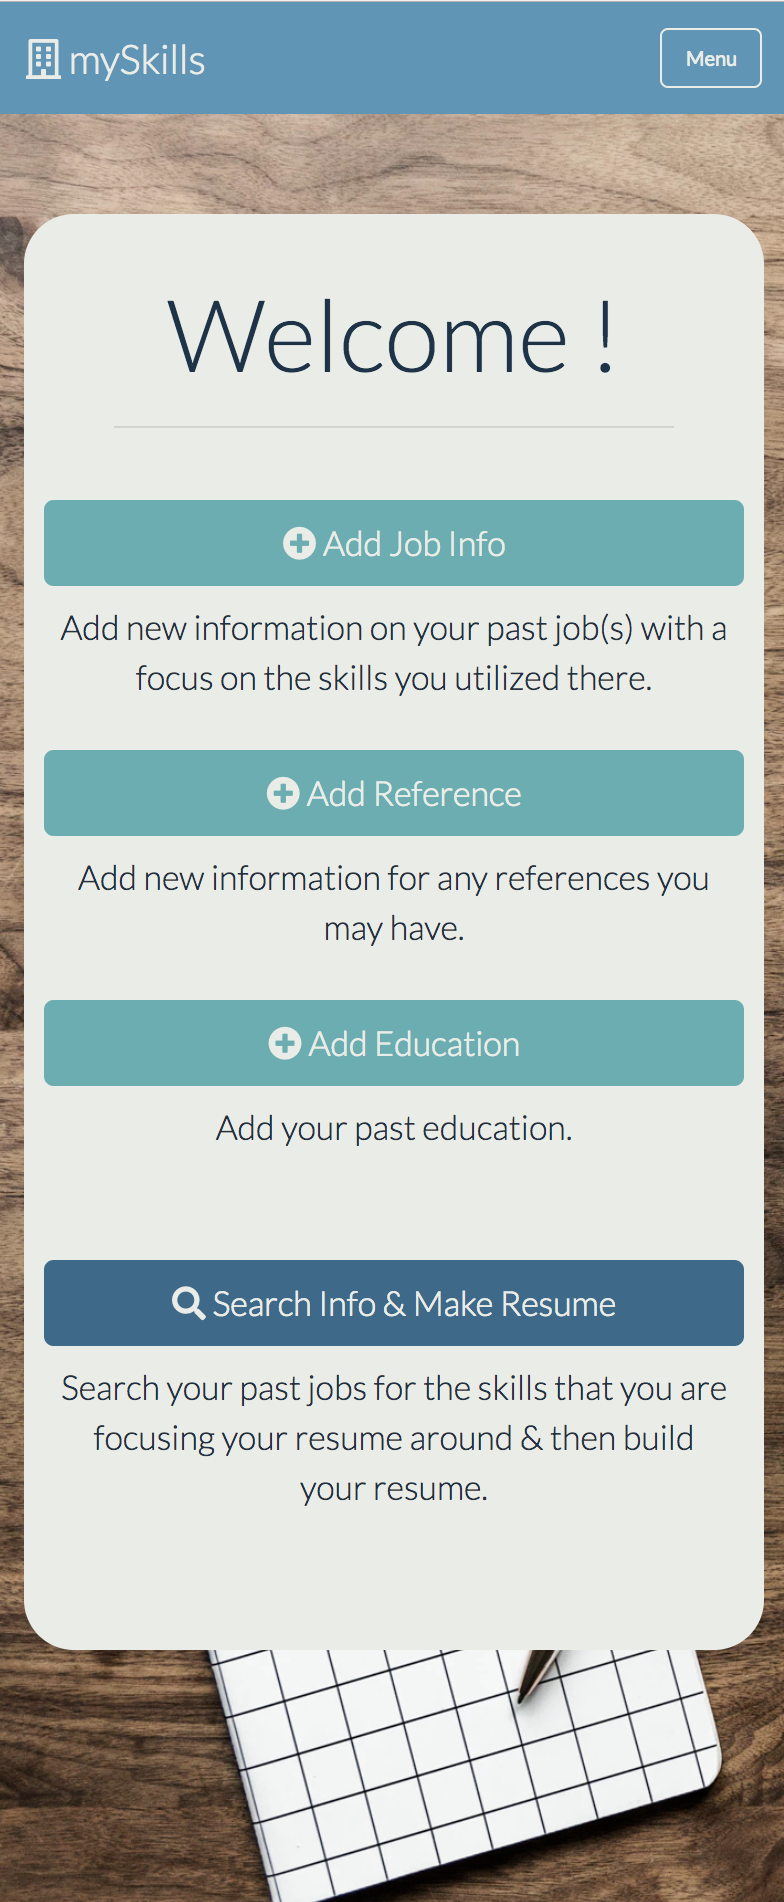 mySkills
Menu
Welcome !
Add Job Info
Add new information on your past job(s) with a
focus on the skills you utilized there.
Add Reference
Add new information for any references you
may have.
Add Education
Add your past education.
Search Info & Make Resume
Search your past jobs for the skills that you are
focusing your resume around & then build
your resume.